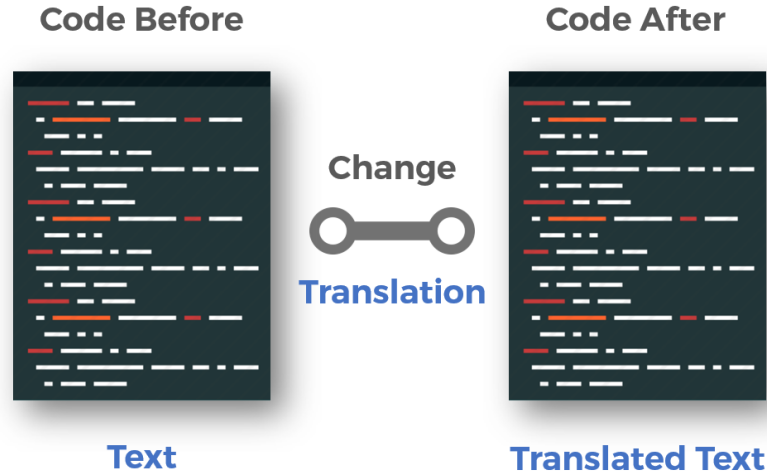 Code Before
Code After
Change
Translation
Text
Translated Text